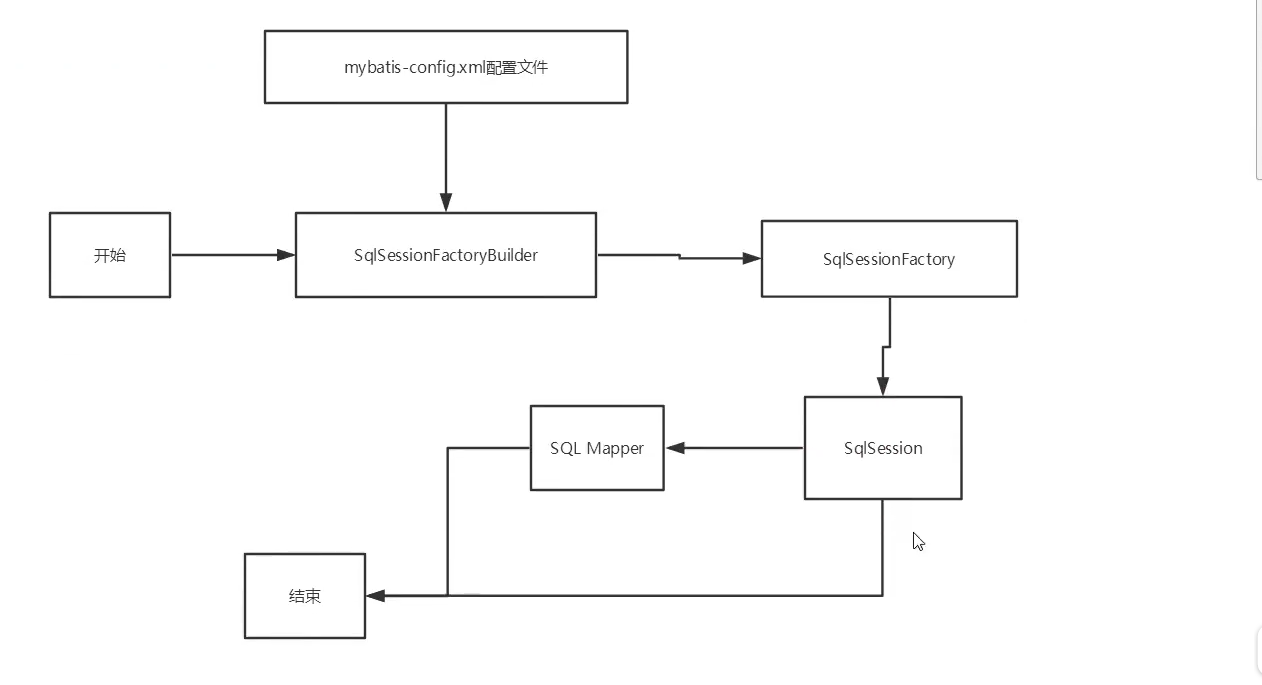 mybatis-config.xml配置文件
开始
SqlSessionFactoryBuilder
SqlSessionFactory
SQL Mapper
SqlSession
结束